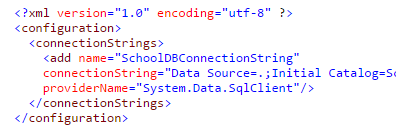 <?xml version="1.0" encoding="utf-8" ?>
<configuration>
<connectionStrings>
<add name="SchoolDBConnectionString"
connectionString="Data Source=.;Initial Catalog=Sc
providerName="System.Data.SqlClient"/>
</connectionStrings>
</configuration>